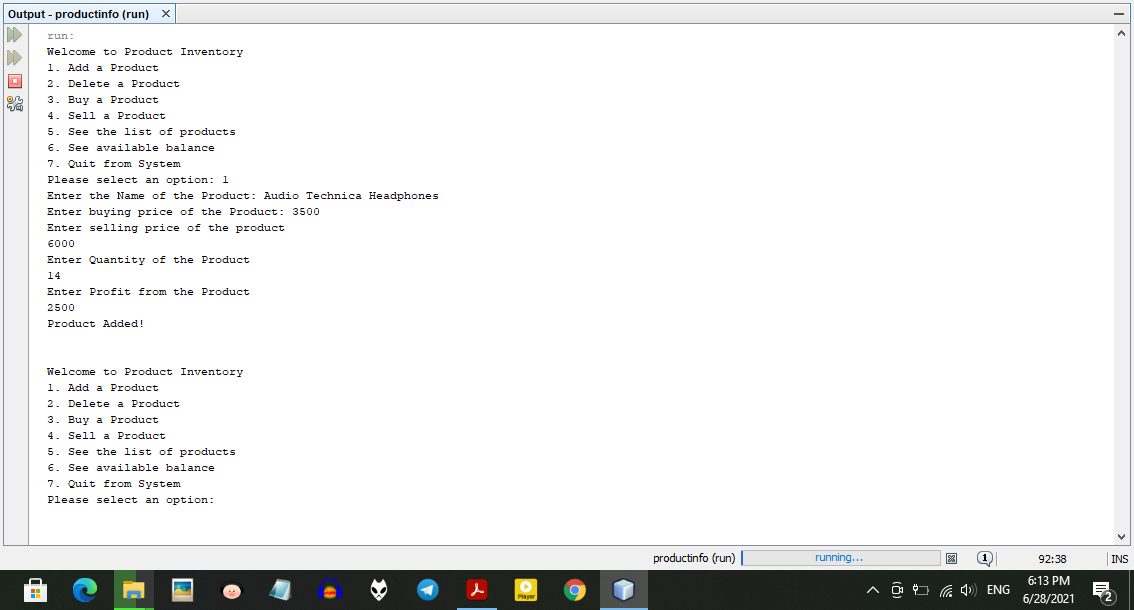 Output - productinfo (run)
run:
Welcome to Product Inventory
1. Add a Product
2. Delete a Product
3. Buy a Product
4. Sell a Product
5. See the list of products
6. See available balance
7. Quit from System
Please select an option: 1
Enter the Name of the Product: Audio Technica Headphones
Enter buying price of the Product: 3500
Enter selling price of the product
6000
Enter Quantity of the Product
14
Enter Profit from the Product
2500
Product Added!
Welcome to Product Inventory
1. Add a Product
2. Delete a Product
3. Buy a Product
4. Sell a Product
5. See the list of products
6. See available balance
7. Quit from System
Please select an option:
productinfo (run) running... 1 92:38 INS
Player
ENG
6:13 PM
6/28/2021
2